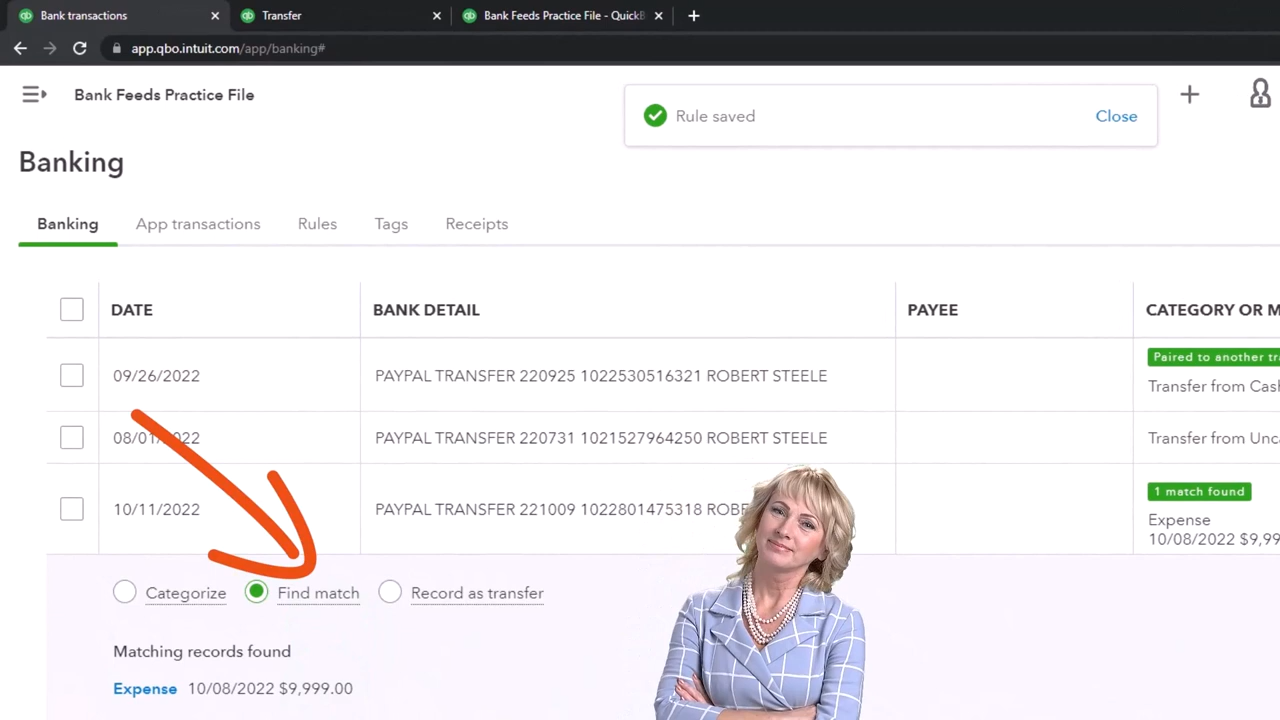 Bank transactions
Transfer
Bank Feeds Practice File - QuickB
app.qbo.intuit.com/app/banking#
Bank Feeds Practice File
Rule saved
Close
Banking
Banking
App transactions
Rules
Tags
Receipts
DATE
BANK DETAIL
PAYEE
CATEGORY OR M
09/26/2022
PAYPAL TRANSFER 220925 1022530516321 ROBERT STEELE
Paired to another tra
Transfer from Cas
08/01/2022
PAYPAL TRANSFER 220731 1021527964250 ROBERT STEELE
Transfer from Unc
10/11/2022
PAYPAL TRANSFER 221009 1022801475318 ROBE
1 match found
Expense
10/08/2022 $9,99
Categorize
Find match
Record as transfer
Matching records found
Expense 10/08/2022 $9,999.00